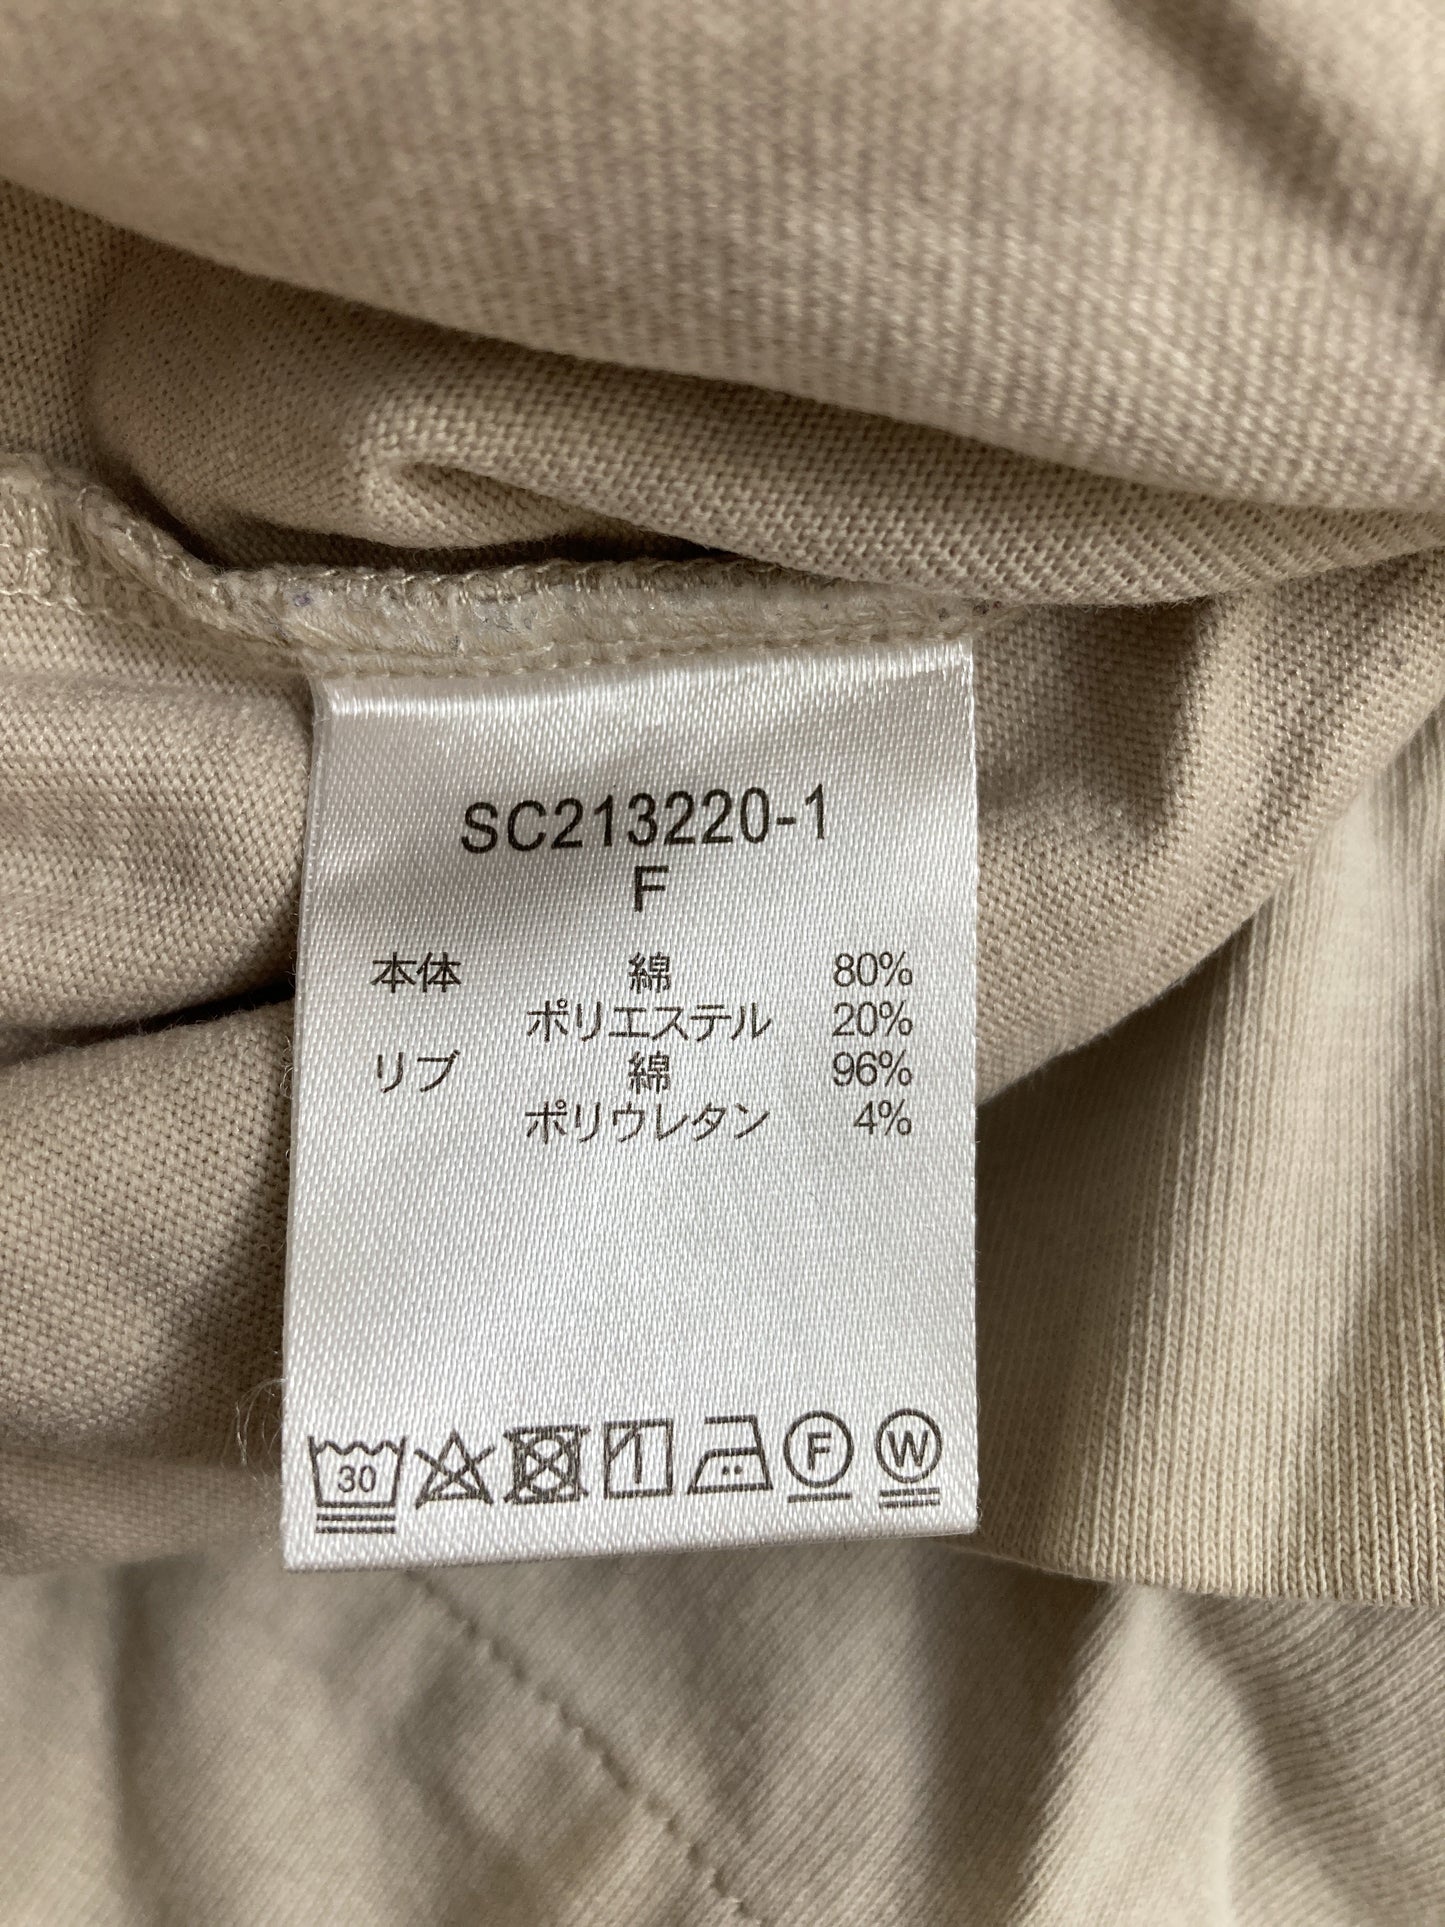 SC213220-1
F
本体 綿 80%
ポリエステル 20%
リブ 綿 96%
ポリウレタン 4%
30 F W